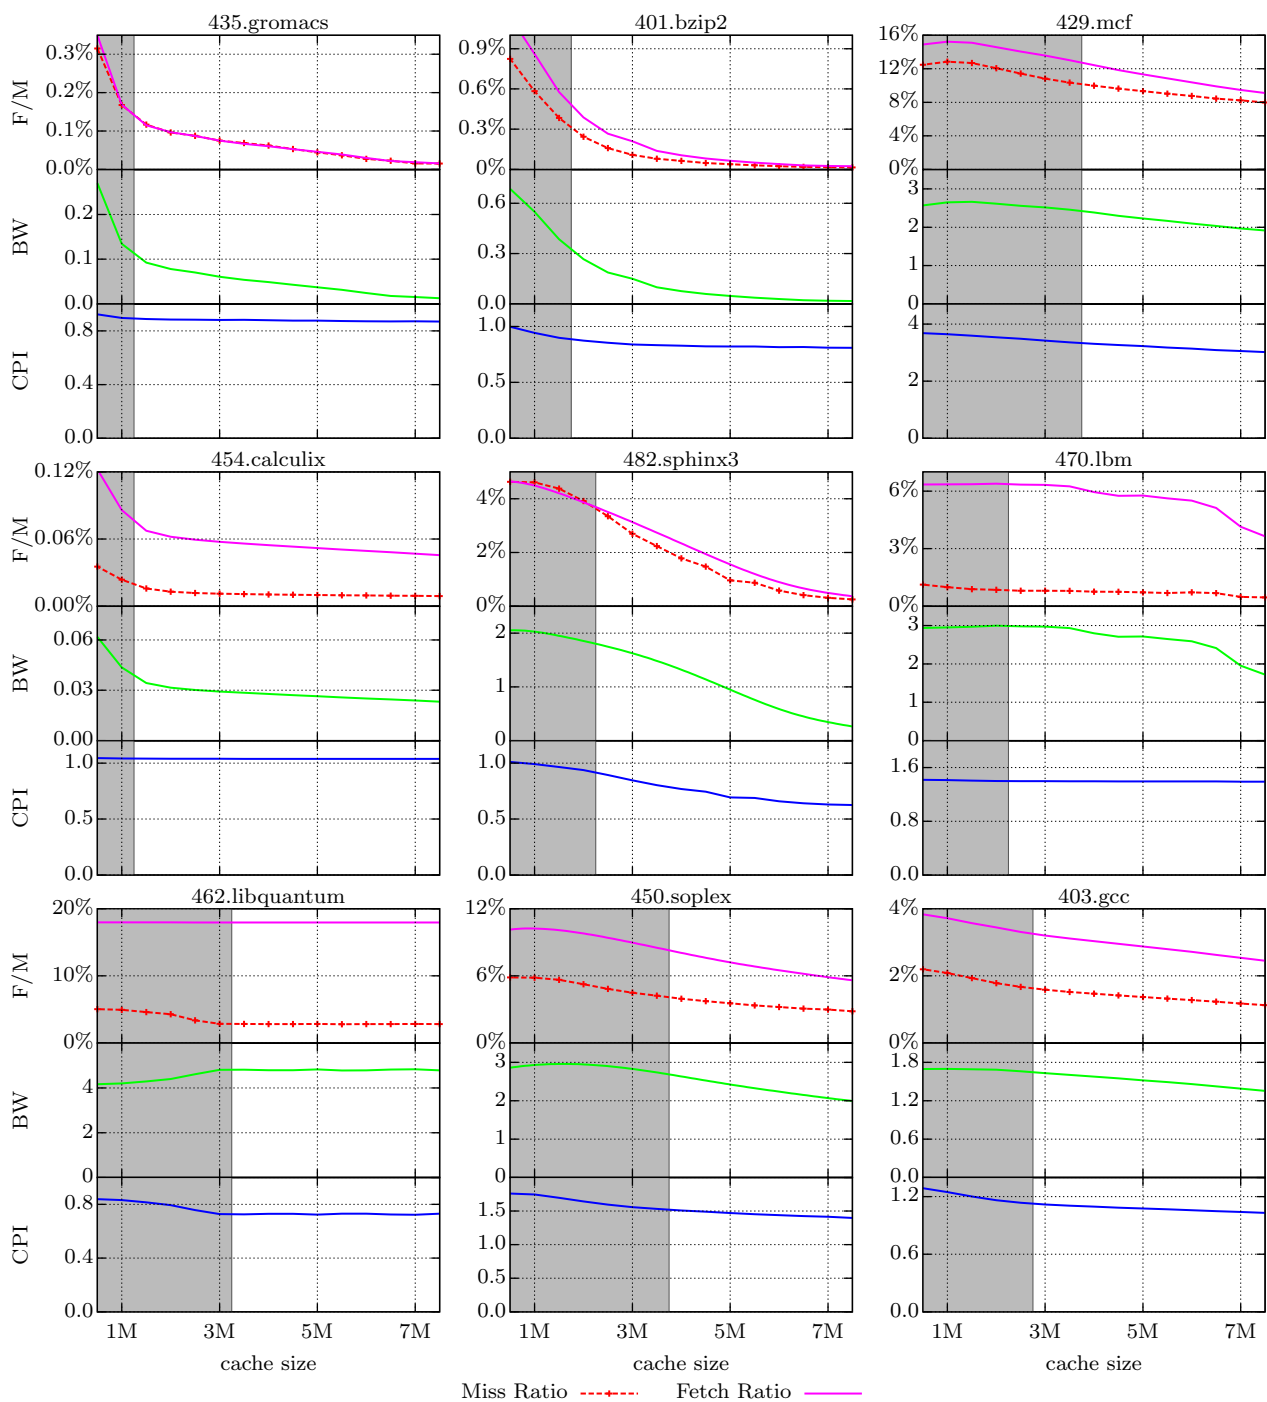 435.gromacs 401.bzip2 429.mcf
F/M 0.3% 0.2% 0.1% 0.0% 0.9% 0.6% 0.3% 0% 16% 12% 8% 4% 0%
BW 0.2 0.1 0.0 0.6 0.3 0.0 3 2 1 0
CPI 0.8 0.4 0.0 1.0 0.5 0.0 4 2 0
454.calculix 482.sphinx3 470.lbm
F/M 0.12% 0.06% 0.00% 4% 2% 0% 6% 3% 0%
BW 0.06 0.03 0.00 2 1 0 3 2 1 0
CPI 1.0 0.5 0.0 1.0 0.5 0.0 1.6 0.8 0.0
462.libquantum 450.soplex 403.gcc
F/M 20% 10% 0% 12% 6% 0% 4% 2% 0%
BW 4 2 0 3 2 1 0 1.8 1.2 0.6 0.0
CPI 0.8 0.4 0.0 1.5 1.0 0.5 0.0 1.2 0.6 0.0
1M 3M 5M 7M 1M 3M 5M 7M 1M 3M 5M 7M
cache size cache size cache size
Miss Ratio Fetch Ratio